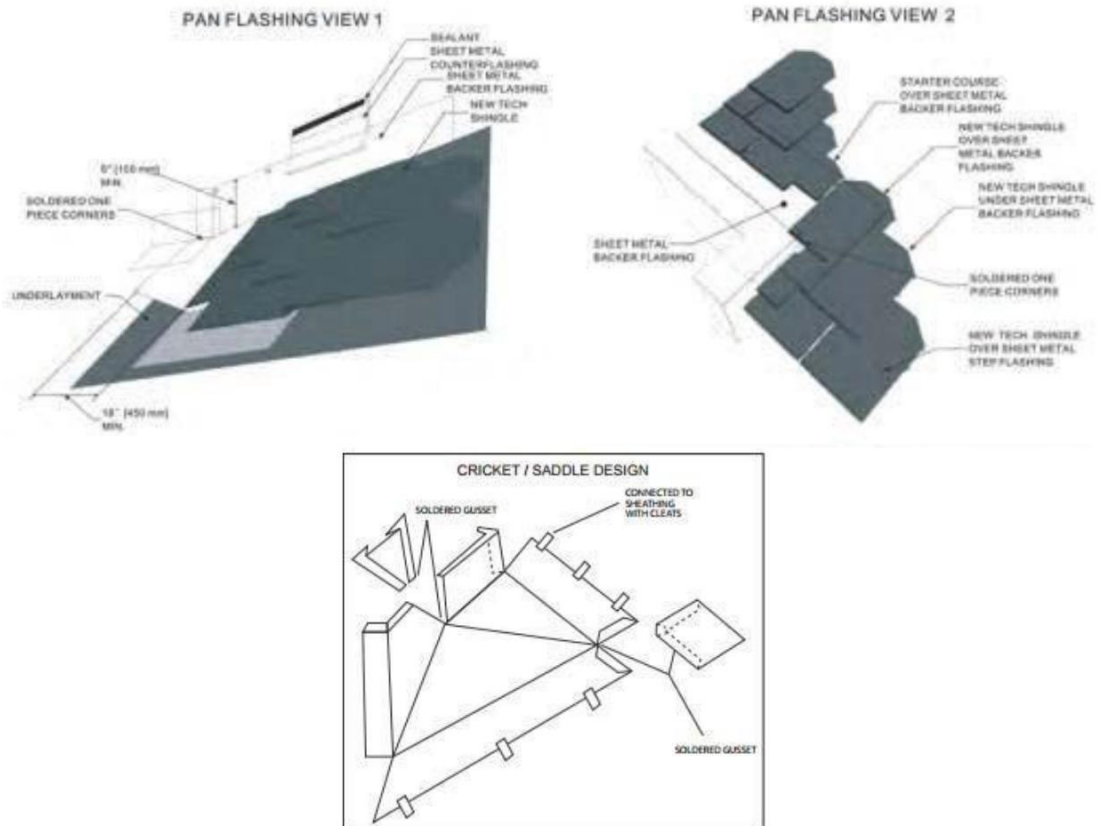 PAN FLASHING VIEW 1
SEALANT
SHEET METAL
COUNTERFLASHING
SHEET METAL
BACKER FLASHING
NEW TECH
SHINGLE
(100 mm)
MIN.
SOLDERED ONE
PIECE CORNERS
UNDERLAYMENT
18" (450 mm)
MIN.
PAN FLASHING VIEW 2
STARTER COURSE
OVER SHEET METAL
BACKER FLASHING
NEW TECH SHINGLE
OVER SHEET
METAL BACKER
FLASHING
NEW TECH SHINGLE
UNDER SHEET METAL
BACKER FLASHING
SHEET METAL
BACKER FLASHING
SOLDERED ONE
PIECE CORNERS
NEW TECH SHINGLE
OVER SHEET METAL
STEP FLASHING
CRICKET / SADDLE DESIGN
SOLDERED GUSSET
CONNECTED TO
SHEATHING
WITH CLEATS
SOLDERED GUSSET